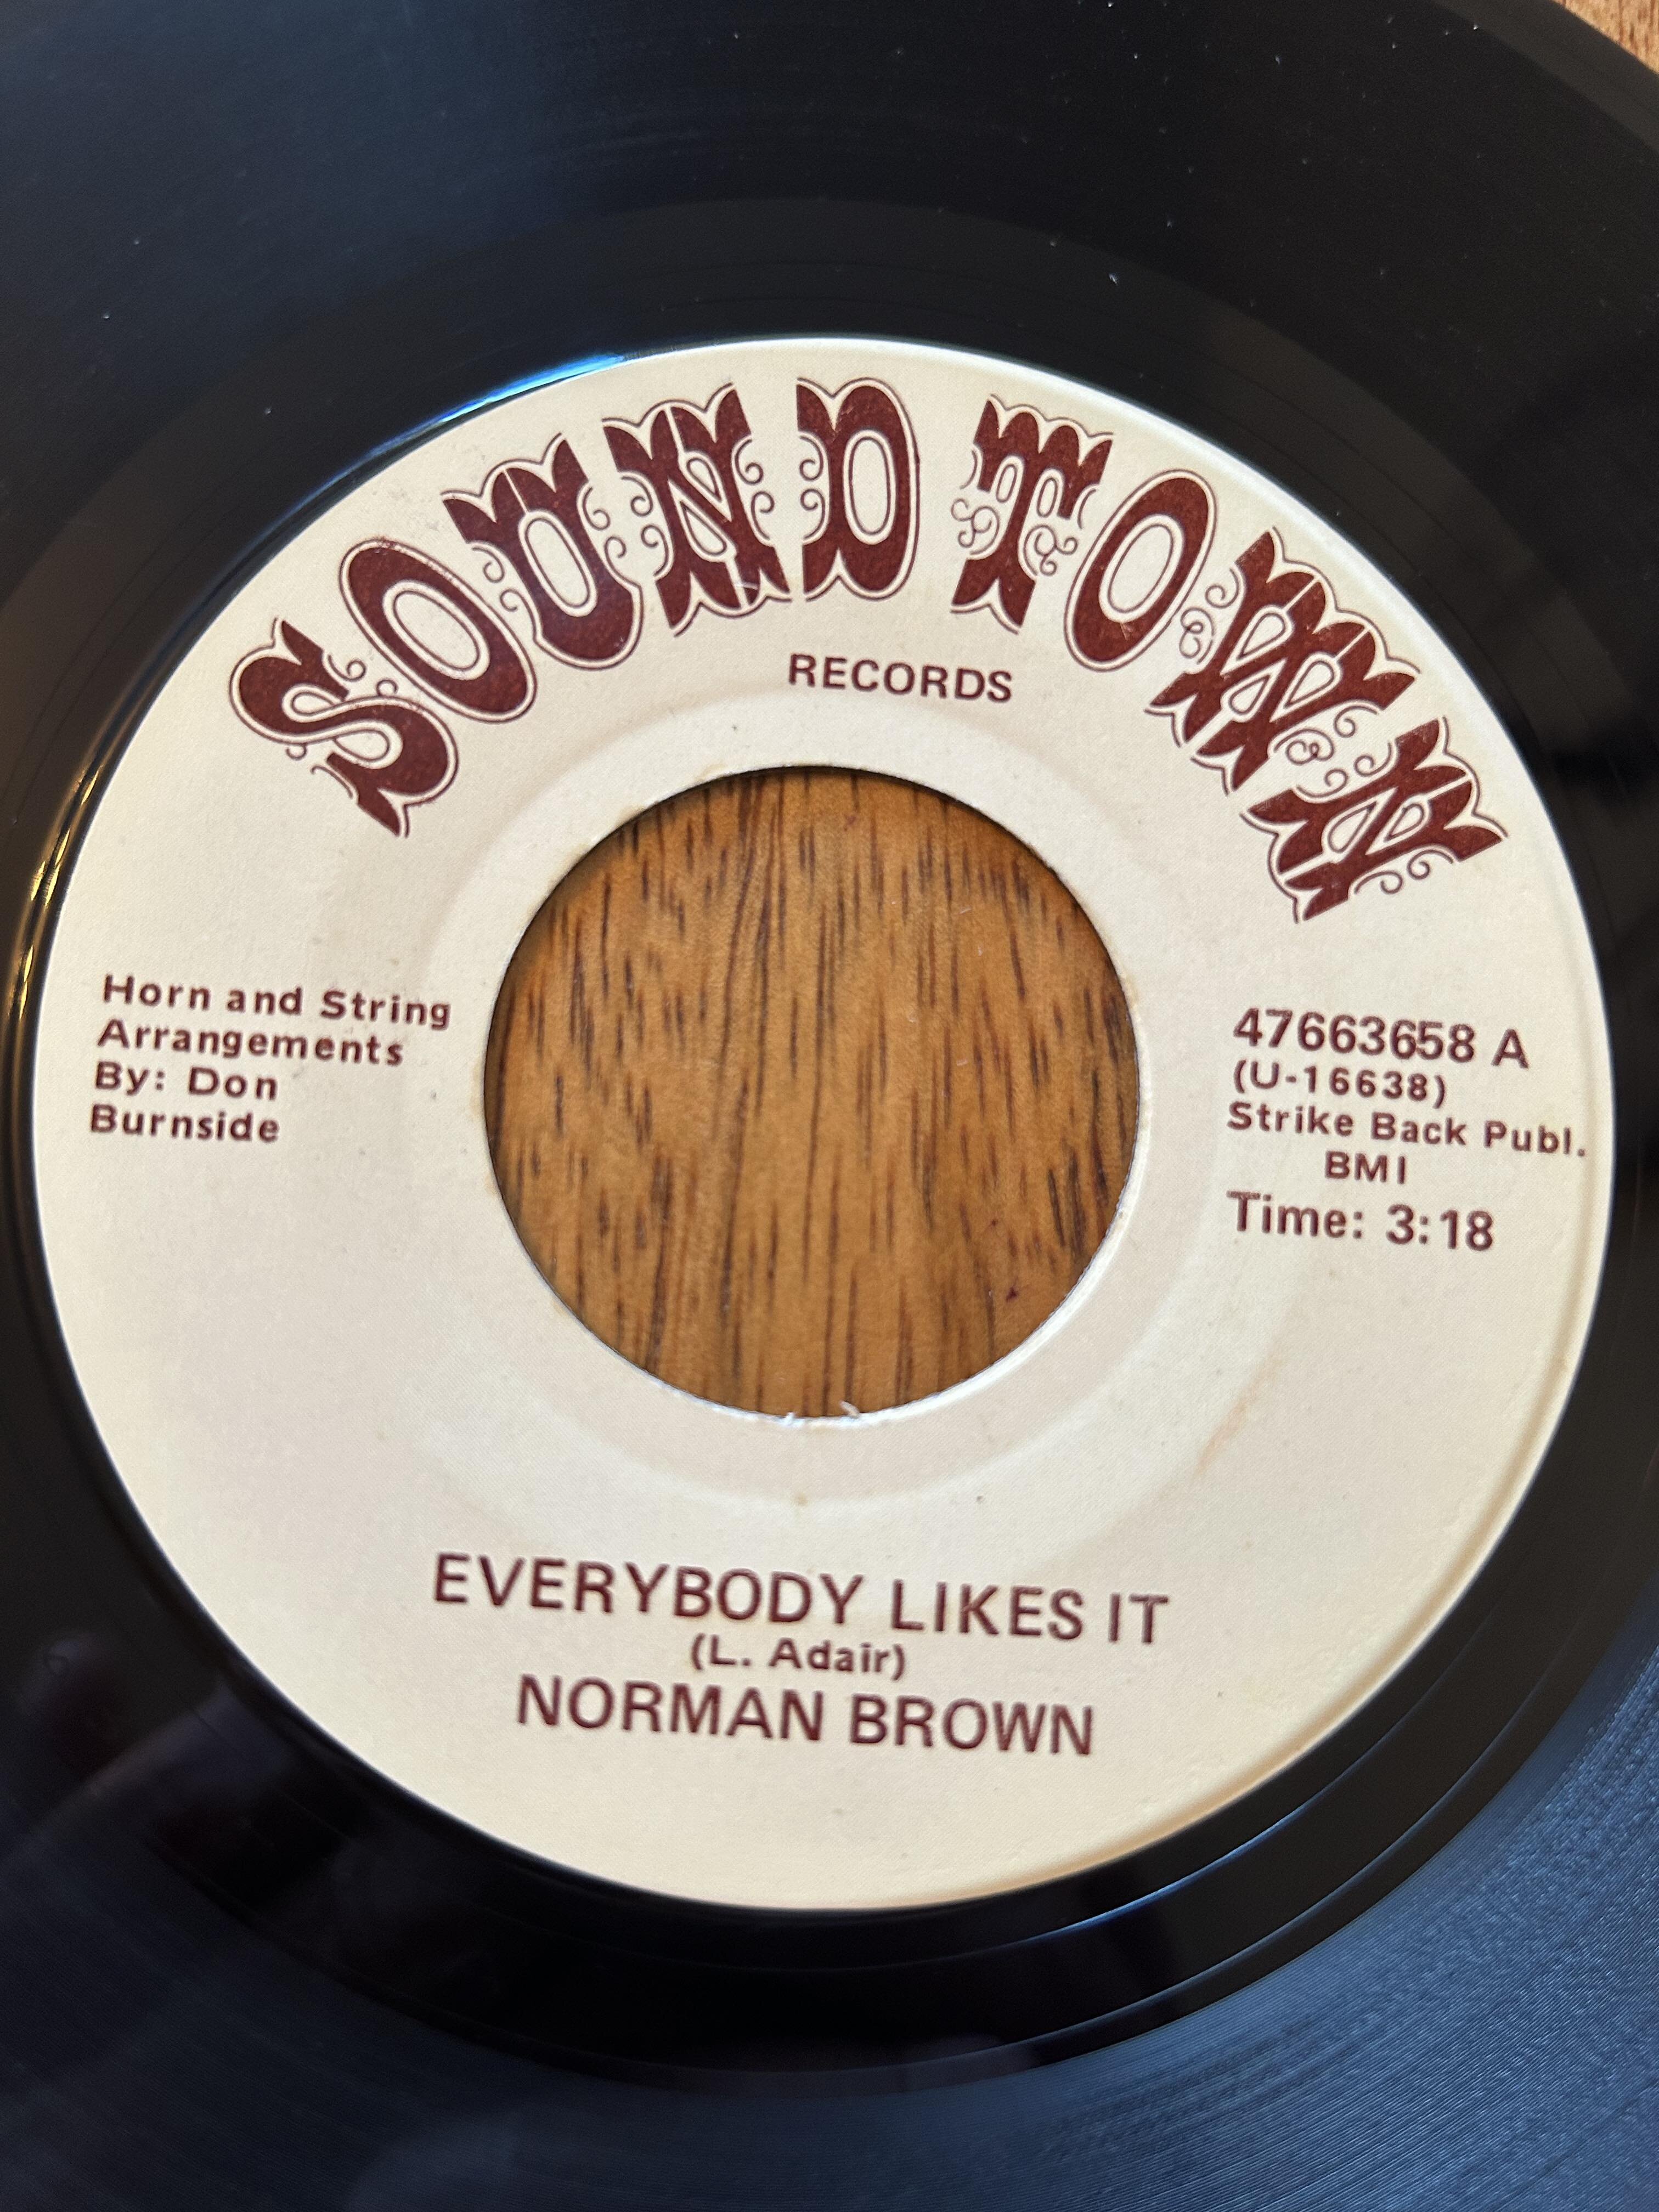 SOUND TOWN
RECORDS
Horn and String
Arrangements
By: Don
Burnside
47663658 A
(U-16638)
Strike Back Publ.
BMI
Time: 3:18
EVERYBODY LIKES IT
(L. Adair)
NORMAN BROWN